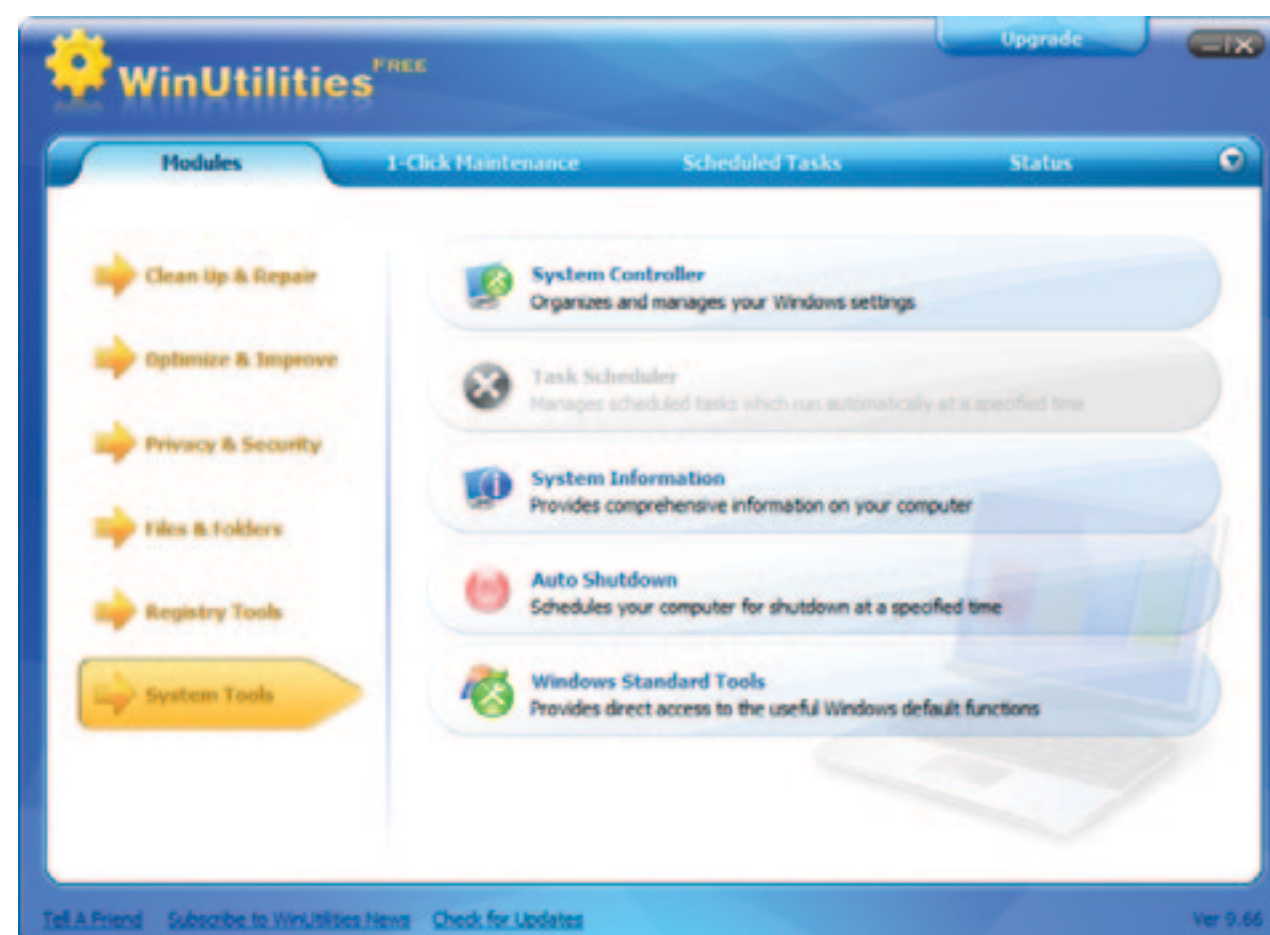 WinUtilities FREE
Upgrade
Modules
1-Click Maintenance
Scheduled Tasks
Status
Clean Up & Repair
Optimize & Improve
Privacy & Security
Files & Folders
Registry Tools
System Tools
System Controller
Organizes and manages your Windows settings
Task Scheduler
Manages scheduled tasks which run automatically at a specified time
System Information
Provides comprehensive information on your computer
Auto Shutdown
Schedules your computer for shutdown at a specified time
Windows Standard Tools
Provides direct access to the useful Windows default functions
Tell A Friend
Subscribe to WinUtilities News
Check for Updates
Ver 9.66